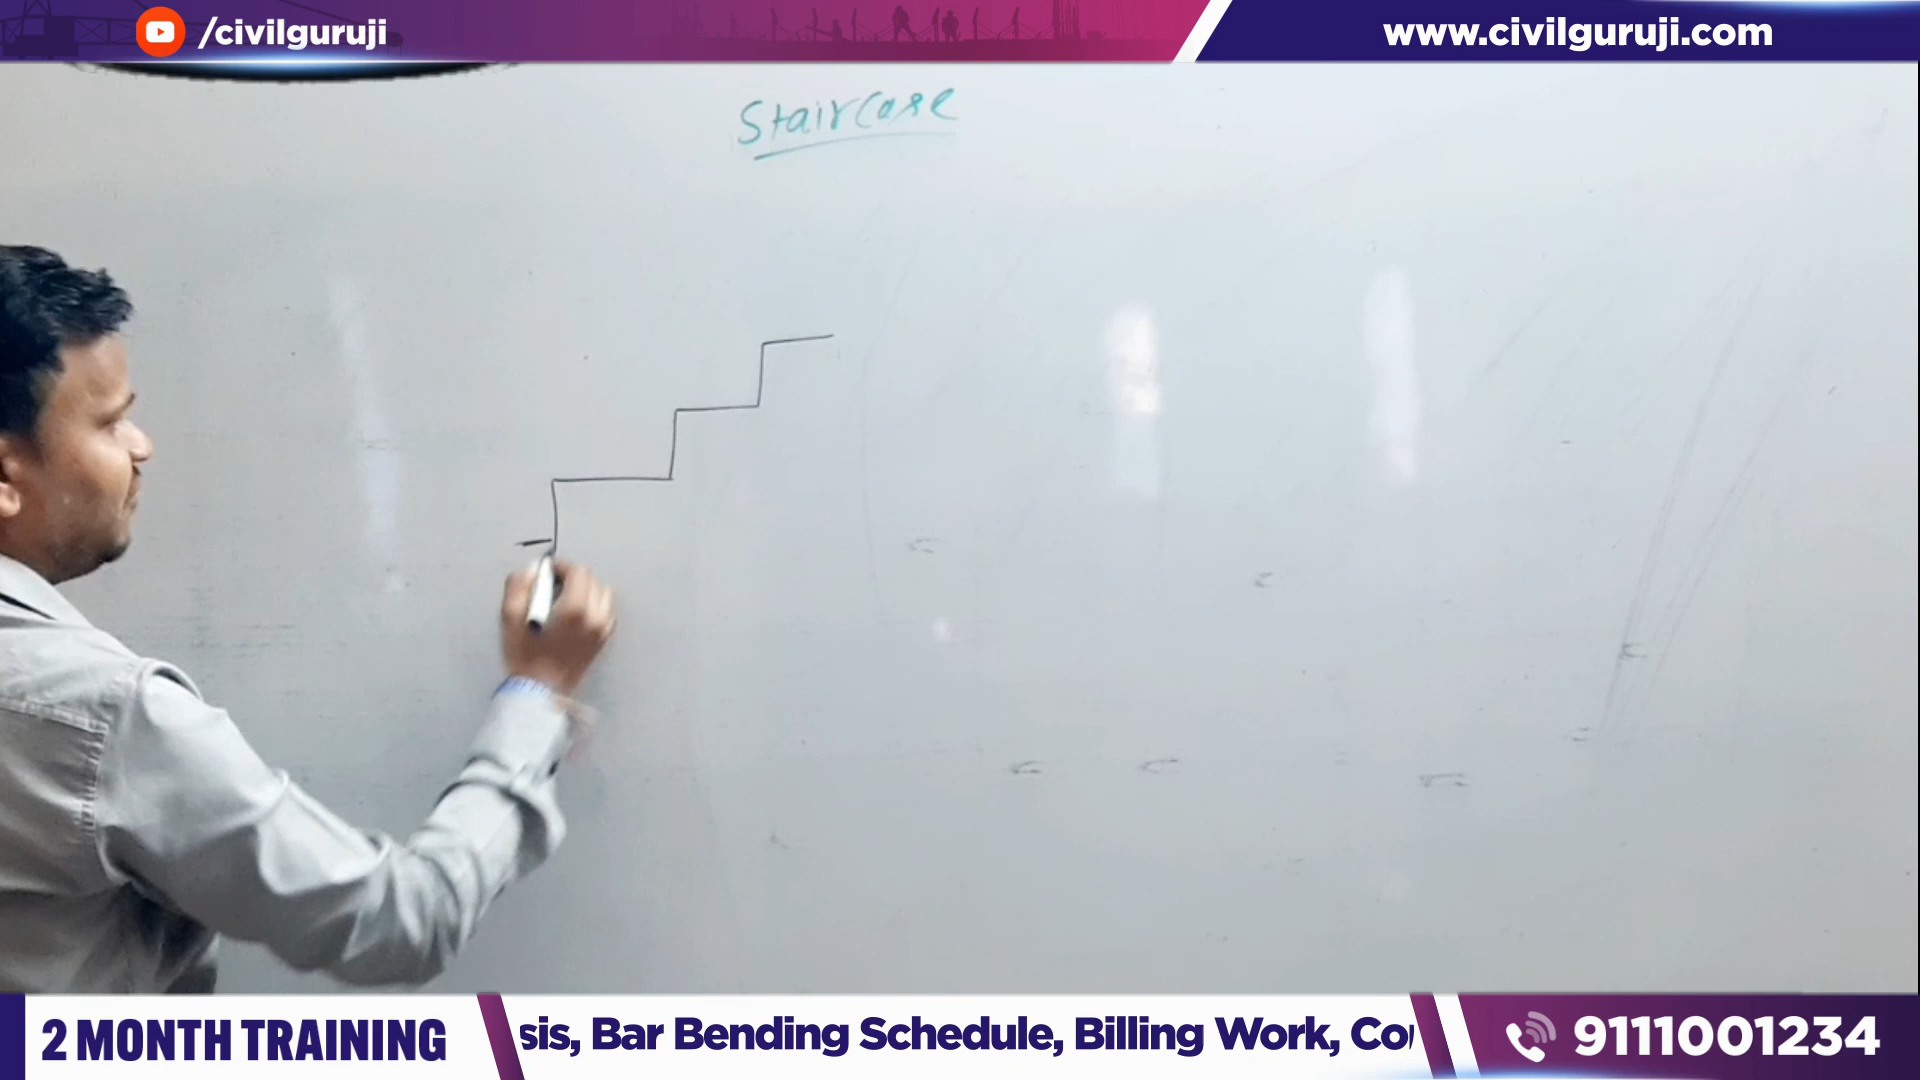 /civilguruji
www.civilguruji.com
Staircase
2 MONTH TRAINING
sis, Bar Bending Schedule, Billing Work, Co
9111001234